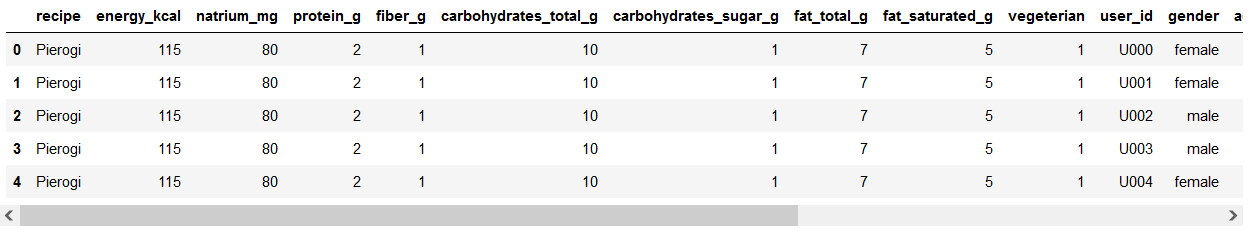 recipe energy_kcal natrium_mg protein_g fiber_g carbohydrates_total_g carbohydrates_sugar_g fat_total_g fat_saturated_g vegeterian user_id gender
0 Pierogi 115 80 2 1 10 1 7 5 1 U000 female
1 Pierogi 115 80 2 1 10 1 7 5 1 U001 female
2 Pierogi 115 80 2 1 10 1 7 5 1 U002 male
3 Pierogi 115 80 2 1 10 1 7 5 1 U003 male
4 Pierogi 115 80 2 1 10 1 7 5 1 U004 female